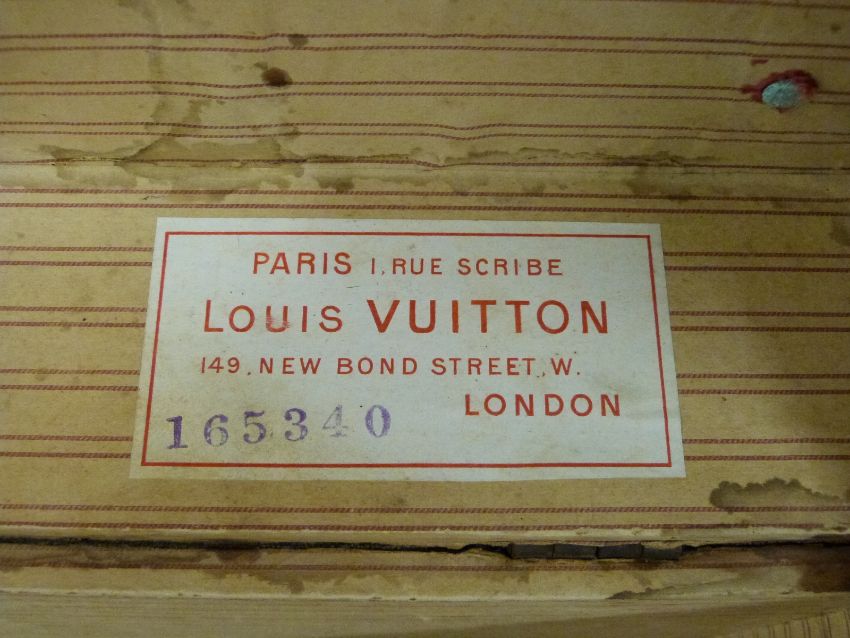 PARIS 1, RUE SCRIBE
LOUIS VUITTON
149, NEW BOND STREET, W.
LONDON
165340